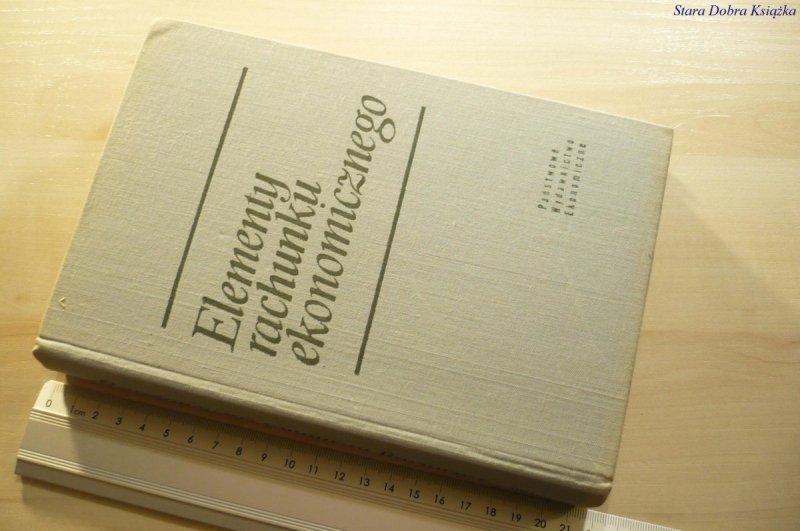 Stara Dobra Książka
Elementy
rachunku
ekonomicznego
Państwowe
Wydawnictwo
Ekonomiczne
0 1cm 2 3 4 5 6 7 8 9 10 11 12 13 14 15 16 17 18 19 20 21